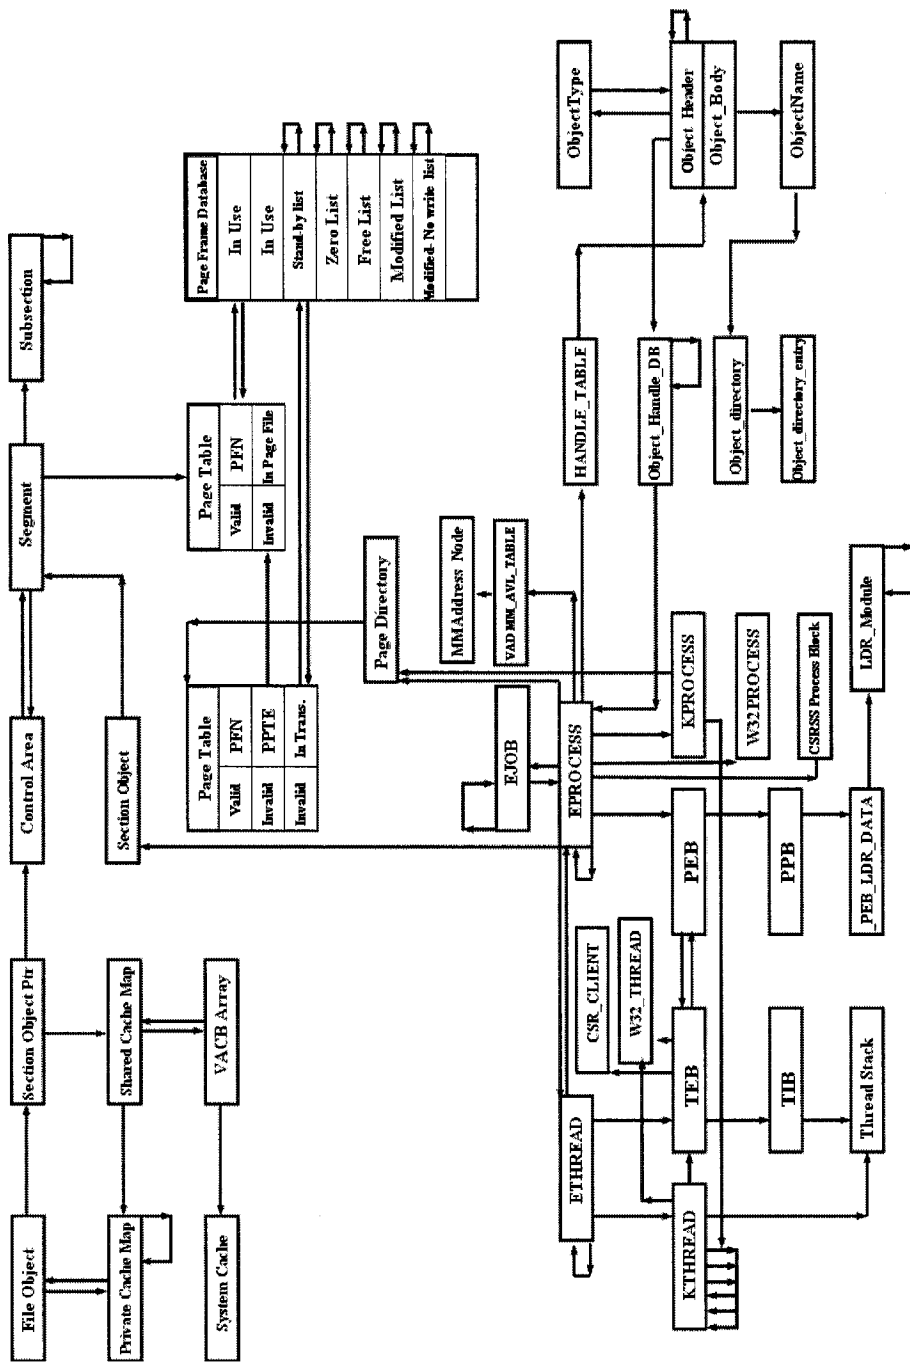 File Object
Section Object Ptr
Control Area
Segment
Subsection
Private Cache Map
Shared Cache Map
Section Object
System Cache
VACB Array
Page Table
Valid
PFN
Invalid
PPTE
Invalid
In Trans.
Page Table
Valid
PFN
Invalid
In Page File
Page Frame Database
In Use
In Use
Stand-by list
Zero List
Free List
Modified List
Modified- No write list
Page Directory
EJOB
MMAddress Node
VAD MM_AVL_TABLE
ETHREAD
CSR_CLIENT
W32_THREAD
EPROCESS
HANDLE_TABLE
ObjectType
KTHREAD
TEB
PEB
KPROCESS
Object_Handle_DB
Object_Header
Object_Body
TIB
PPB
W32PROCESS
Object_directory
ObjectName
Thread Stack
_PEB_LDR_DATA
CSRSS Process Block
LDR_Module
Object_directory_entry